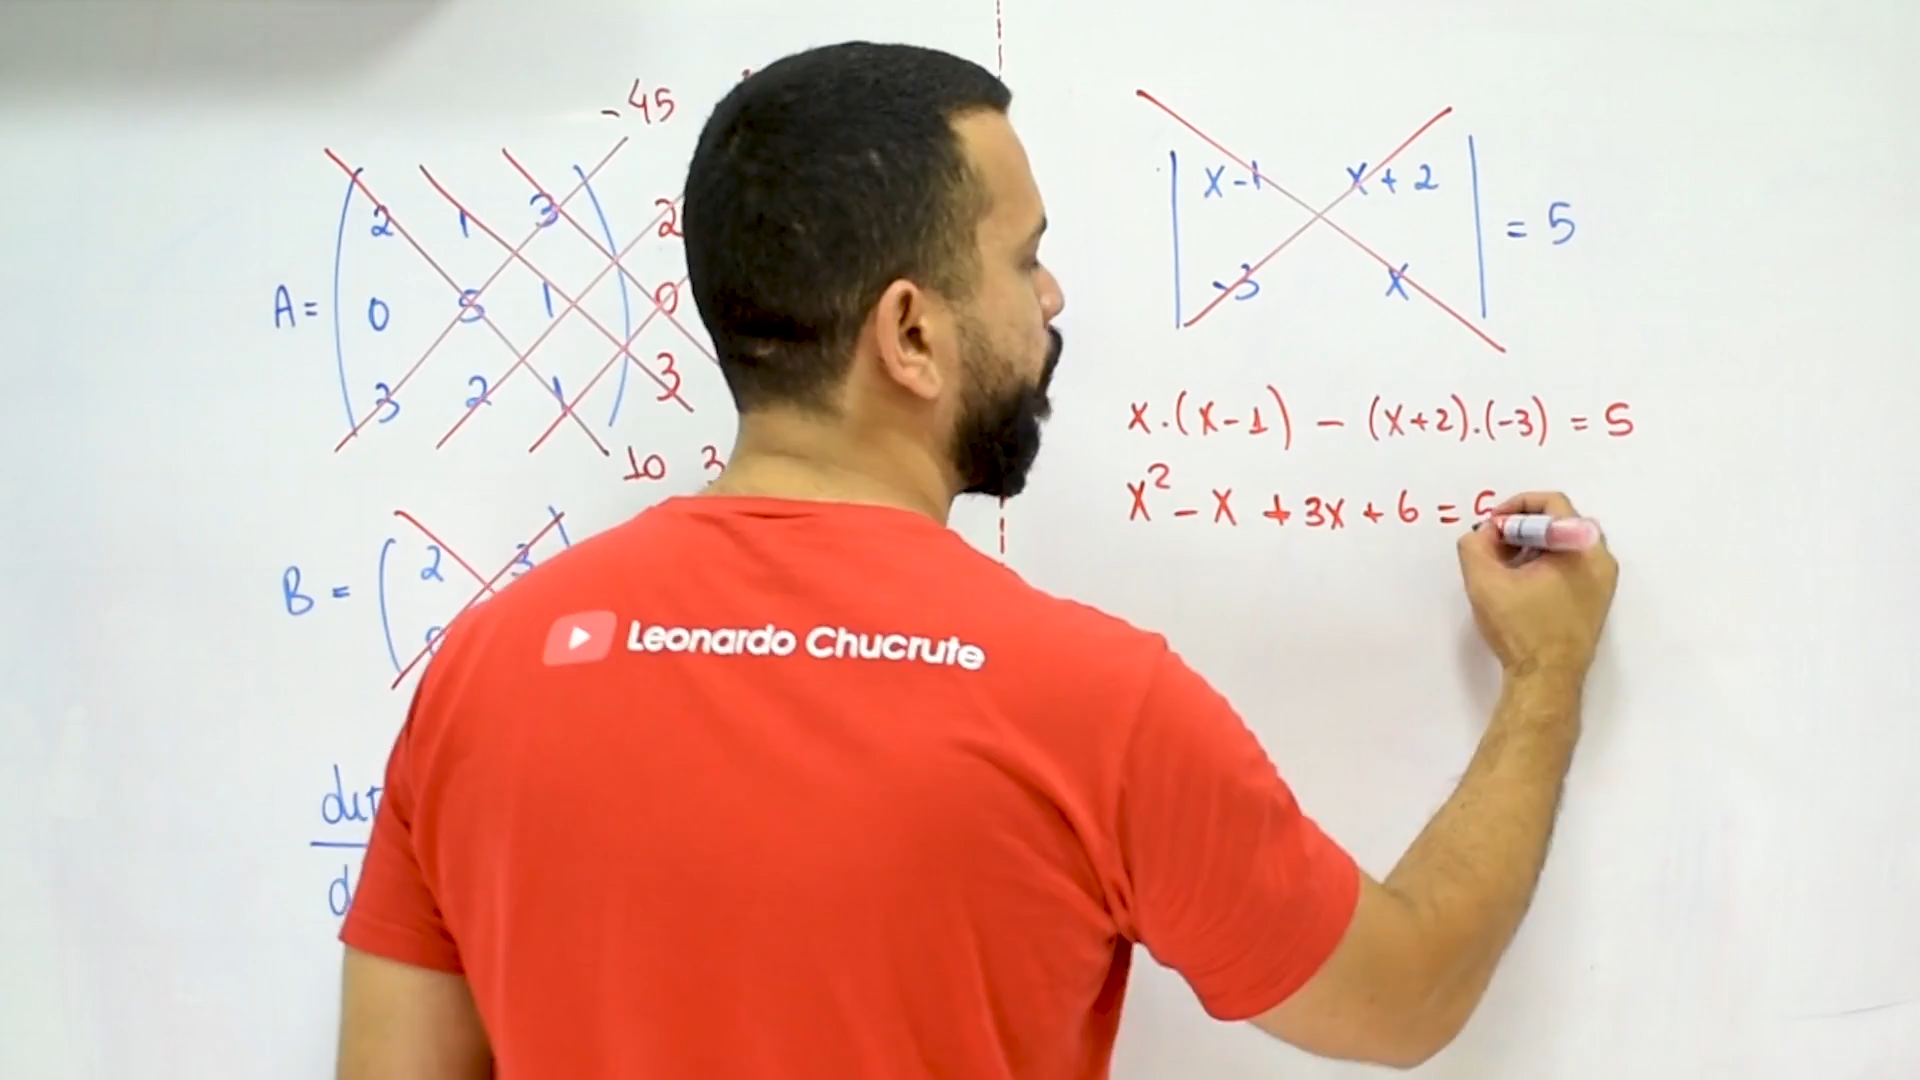 - 45
A = ( 2 1 3 ) 2
0 5 1 0
3 2 1 3
10 3
B = ( 2 3 )
d
| x-1 x+2 | = 5
-3 x
x.(x-1) - (x+2).(-3) = 5
x² - x + 3x + 6 = 5
Leonardo Chucrute